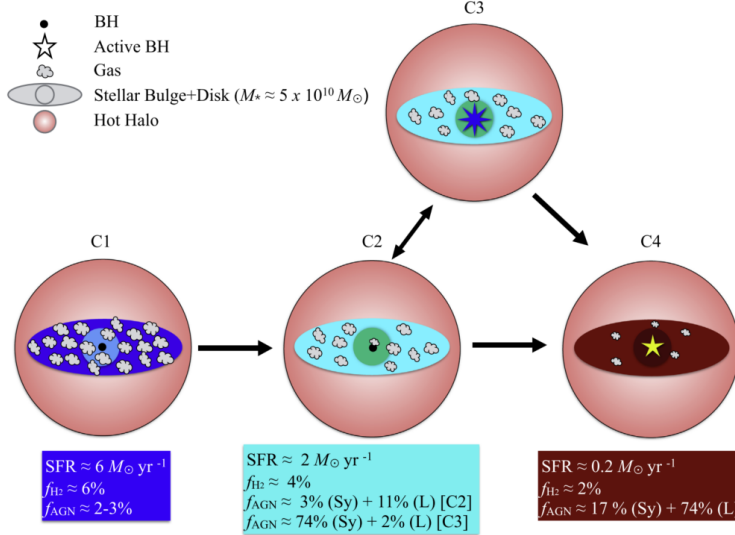 BH
Active BH
Gas
Stellar Bulge+Disk (M* ≈ 5 x 10¹⁰ M⊙)
Hot Halo
C3
C1
C2
C4
SFR ≈ 6 M⊙ yr ⁻¹
fH₂ ≈ 6%
fAGN ≈ 2-3%
SFR ≈ 2 M⊙ yr ⁻¹
fH₂ ≈ 4%
fAGN ≈ 3% (Sy) + 11% (L) [C2]
fAGN ≈ 74% (Sy) + 2% (L) [C3]
SFR ≈ 0.2 M⊙ yr ⁻¹
fH₂ ≈ 2%
fAGN ≈ 17 % (Sy) + 74% (L)